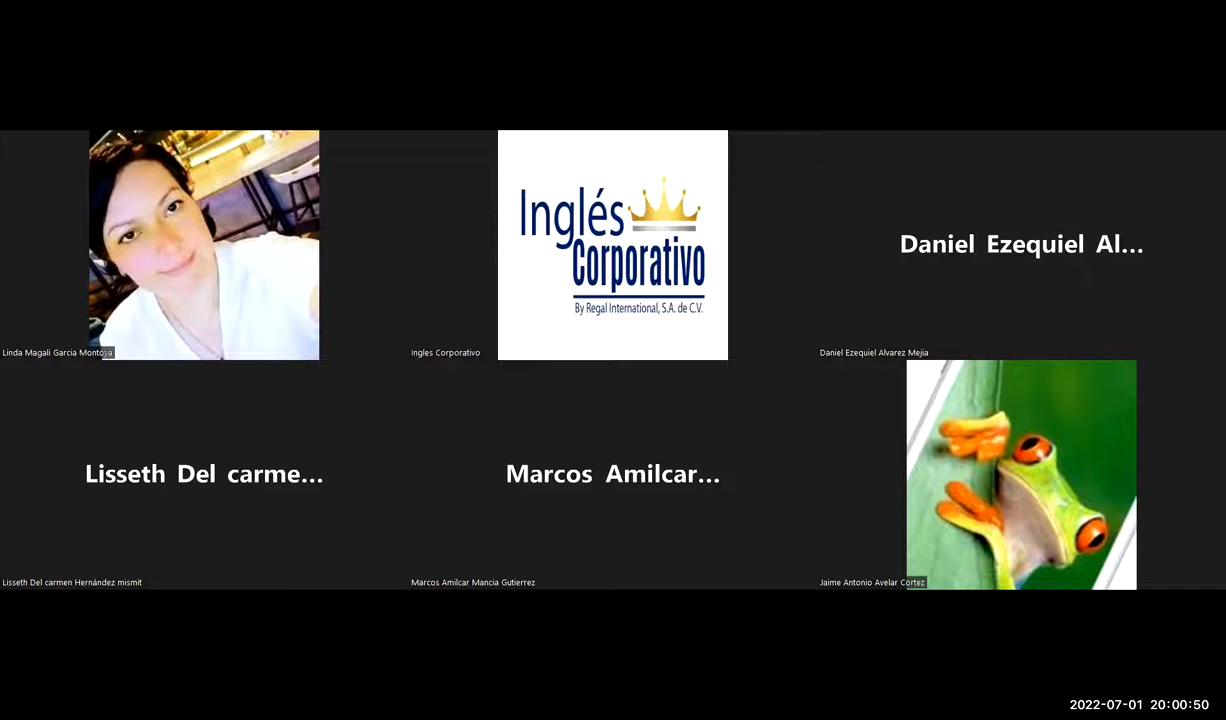 Inglés
Corporativo
By Regal International, S.A. de C.V.
Daniel Ezequiel Al...
Linda Magali Garcia Montoya
Ingles Corporativo
Daniel Ezequiel Alvarez Mejia
Lisseth Del carme...
Marcos Amilcar...
Lisseth Del carmen Hernández mismit
Marcos Amilcar Mancia Gutierrez
Jaime Antonio Avelar Cortez
2022-07-01 20:00:50